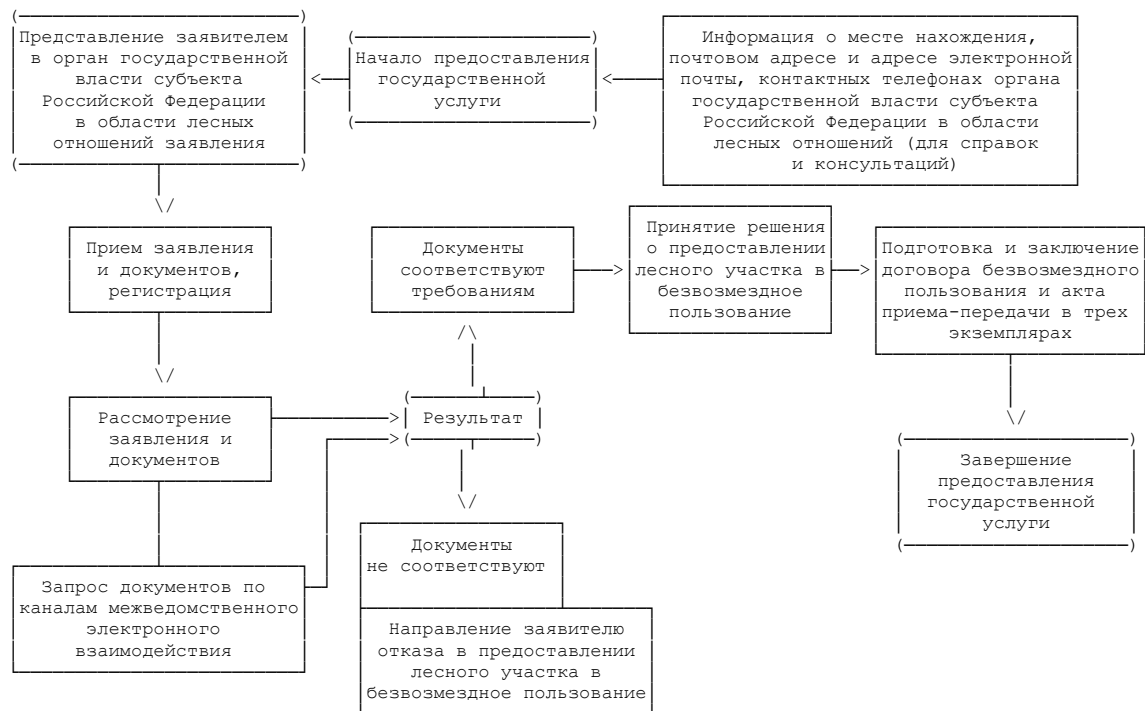 Представление заявителем
в орган государственной
власти субъекта
Российской Федерации
в области лесных
отношений заявления
Начало предоставления
государственной
услуги
Информация о месте нахождения,
почтовом адресе и адресе электронной
почты, контактных телефонах органа
государственной власти субъекта
Российской Федерации в области
лесных отношений (для справок
и консультаций)
Прием заявления
и документов,
регистрация
Документы
соответствуют
требованиям
Принятие решения
о предоставлении
лесного участка в
безвозмездное
пользование
Подготовка и заключение
договора безвозмездного
пользования и акта
приема-передачи в трех
экземплярах
Рассмотрение
заявления и
документов
Результат
Завершение
предоставления
государственной
услуги
Документы
не соответствуют
Запрос документов по
каналам межведомственного
электронного
взаимодействия
Направление заявителю
отказа в предоставлении
лесного участка в
безвозмездное пользование